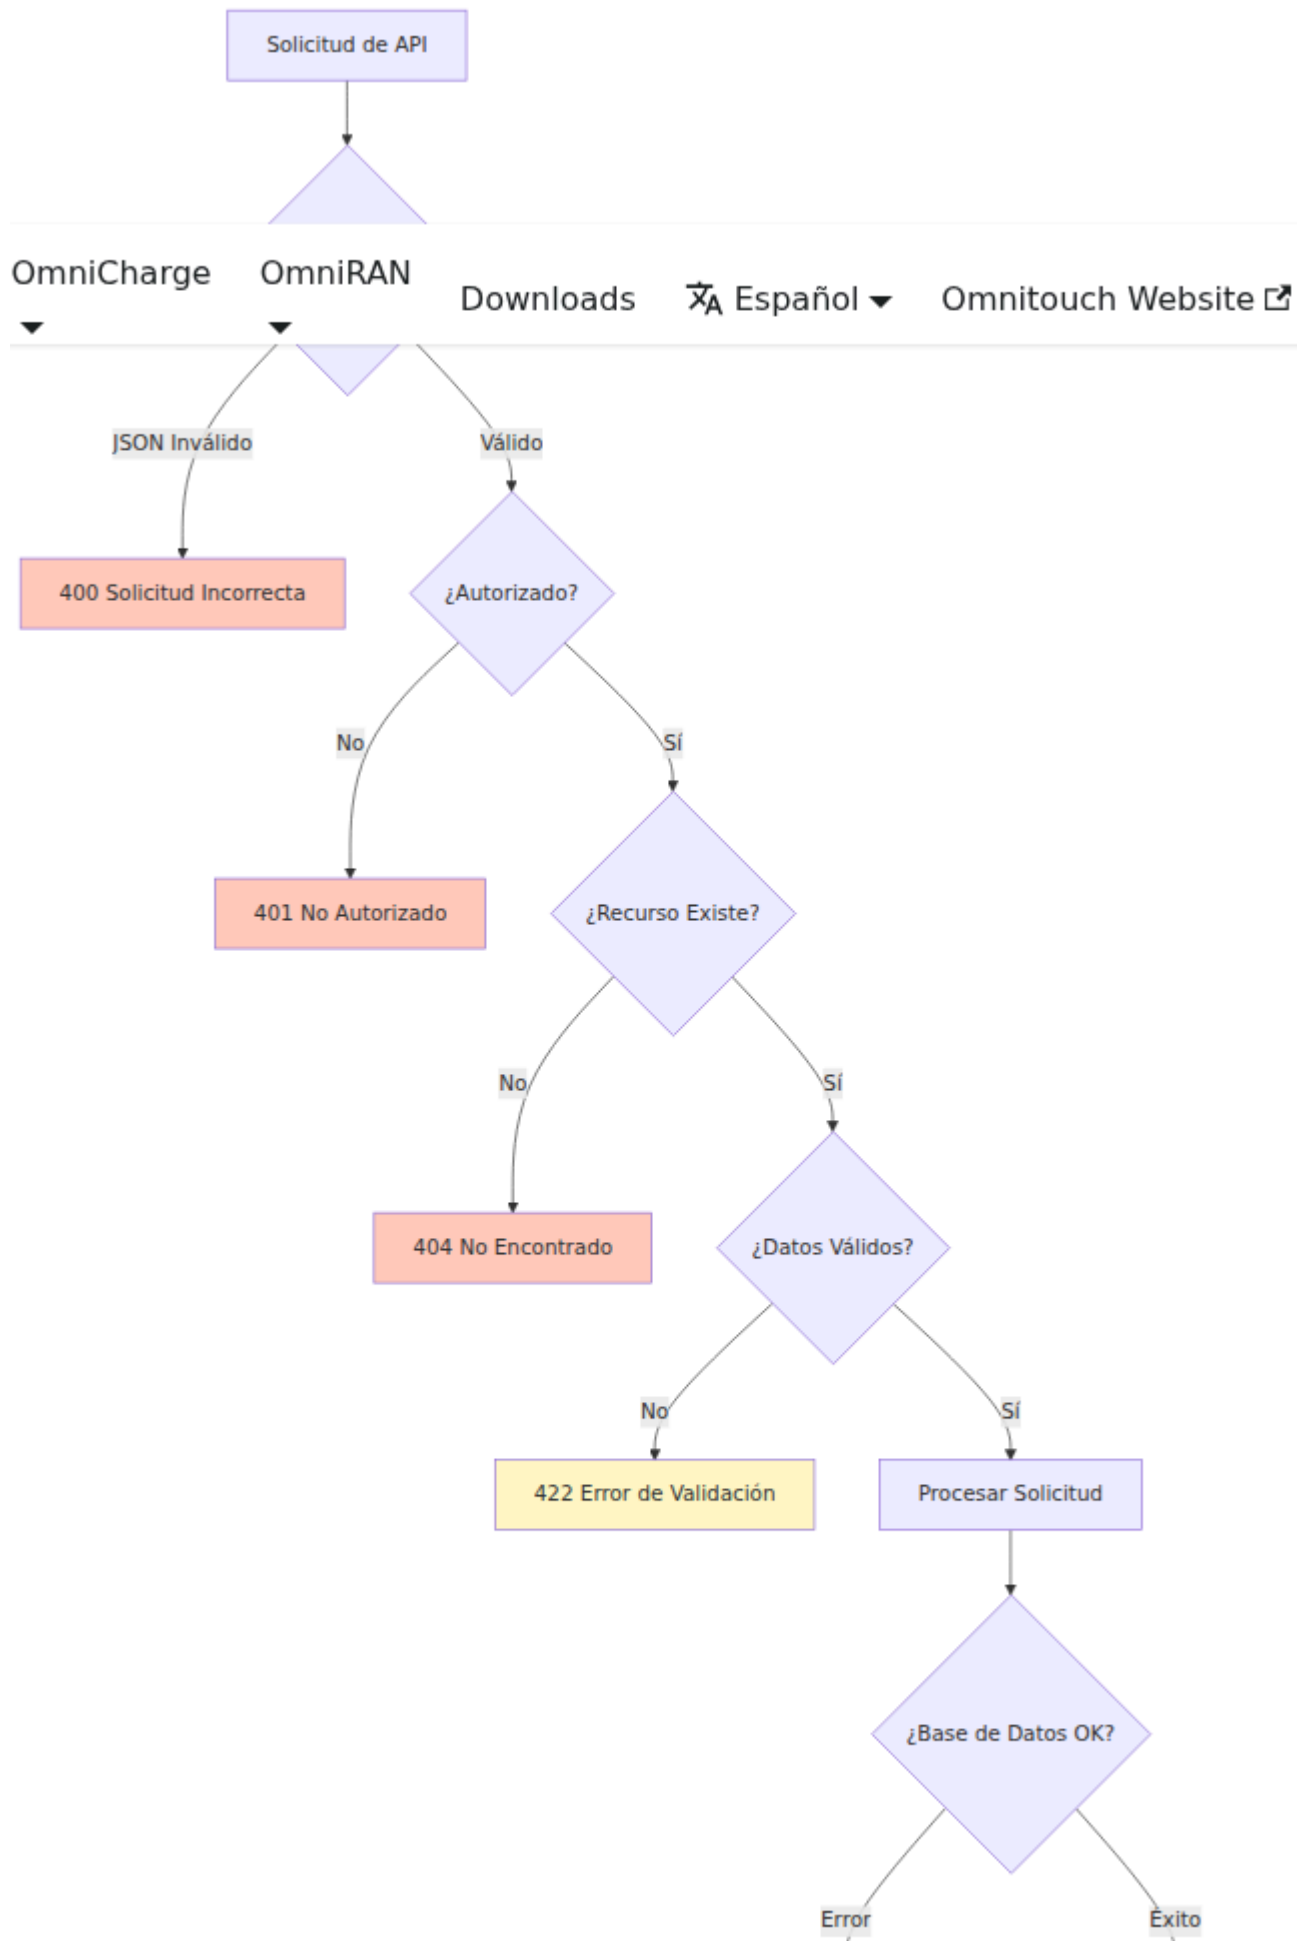 Solicitud de API
OmniCharge
OmniRAN
Downloads
Español
Omnitouch Website
JSON Inválido
Válido
400 Solicitud Incorrecta
¿Autorizado?
No
Sí
401 No Autorizado
¿Recurso Existe?
No
Sí
404 No Encontrado
¿Datos Válidos?
No
Sí
422 Error de Validación
Procesar Solicitud
¿Base de Datos OK?
Error
Éxito